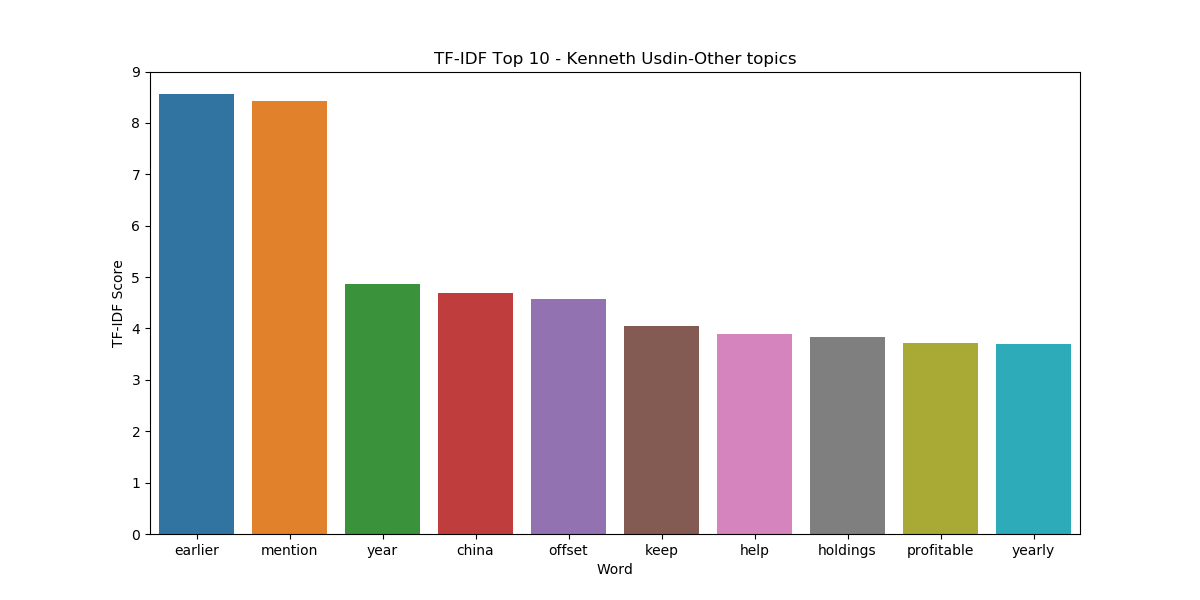 TF-IDF Top 10 - Kenneth Usdin-Other topics
9
8
7
6
5
4
3
2
1
0
TF-IDF Score
earlier mention year china offset keep help holdings profitable yearly
Word